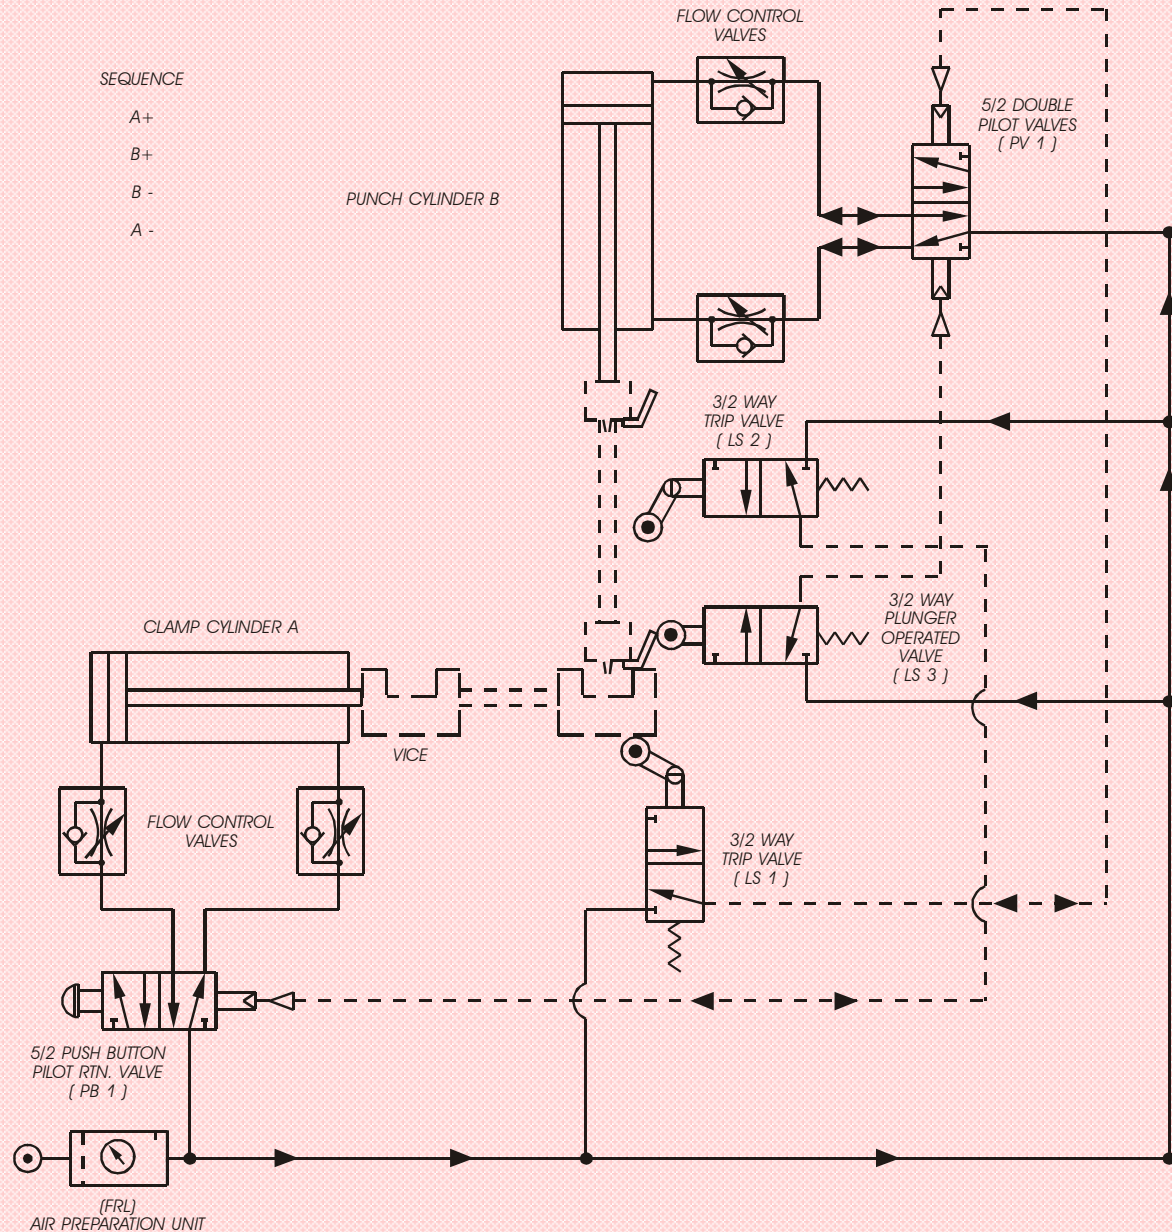 FLOW CONTROL
VALVES
SEQUENCE
A+
B+
B -
A -
5/2 DOUBLE
PILOT VALVES
( PV 1 )
PUNCH CYLINDER B
3/2 WAY
TRIP VALVE
( LS 2 )
3/2 WAY
PLUNGER
OPERATED
VALVE
( LS 3 )
CLAMP CYLINDER A
VICE
FLOW CONTROL
VALVES
3/2 WAY
TRIP VALVE
( LS 1 )
5/2 PUSH BUTTON
PILOT RTN. VALVE
( PB 1 )
(FRL)
AIR PREPARATION UNIT